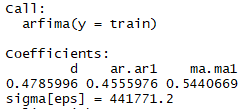 Call:
  arfima(y = train)

Coefficients:
        d    ar.ar1    ma.ma1
0.4785996 0.4555976 0.5440669
sigma[eps] = 441771.2